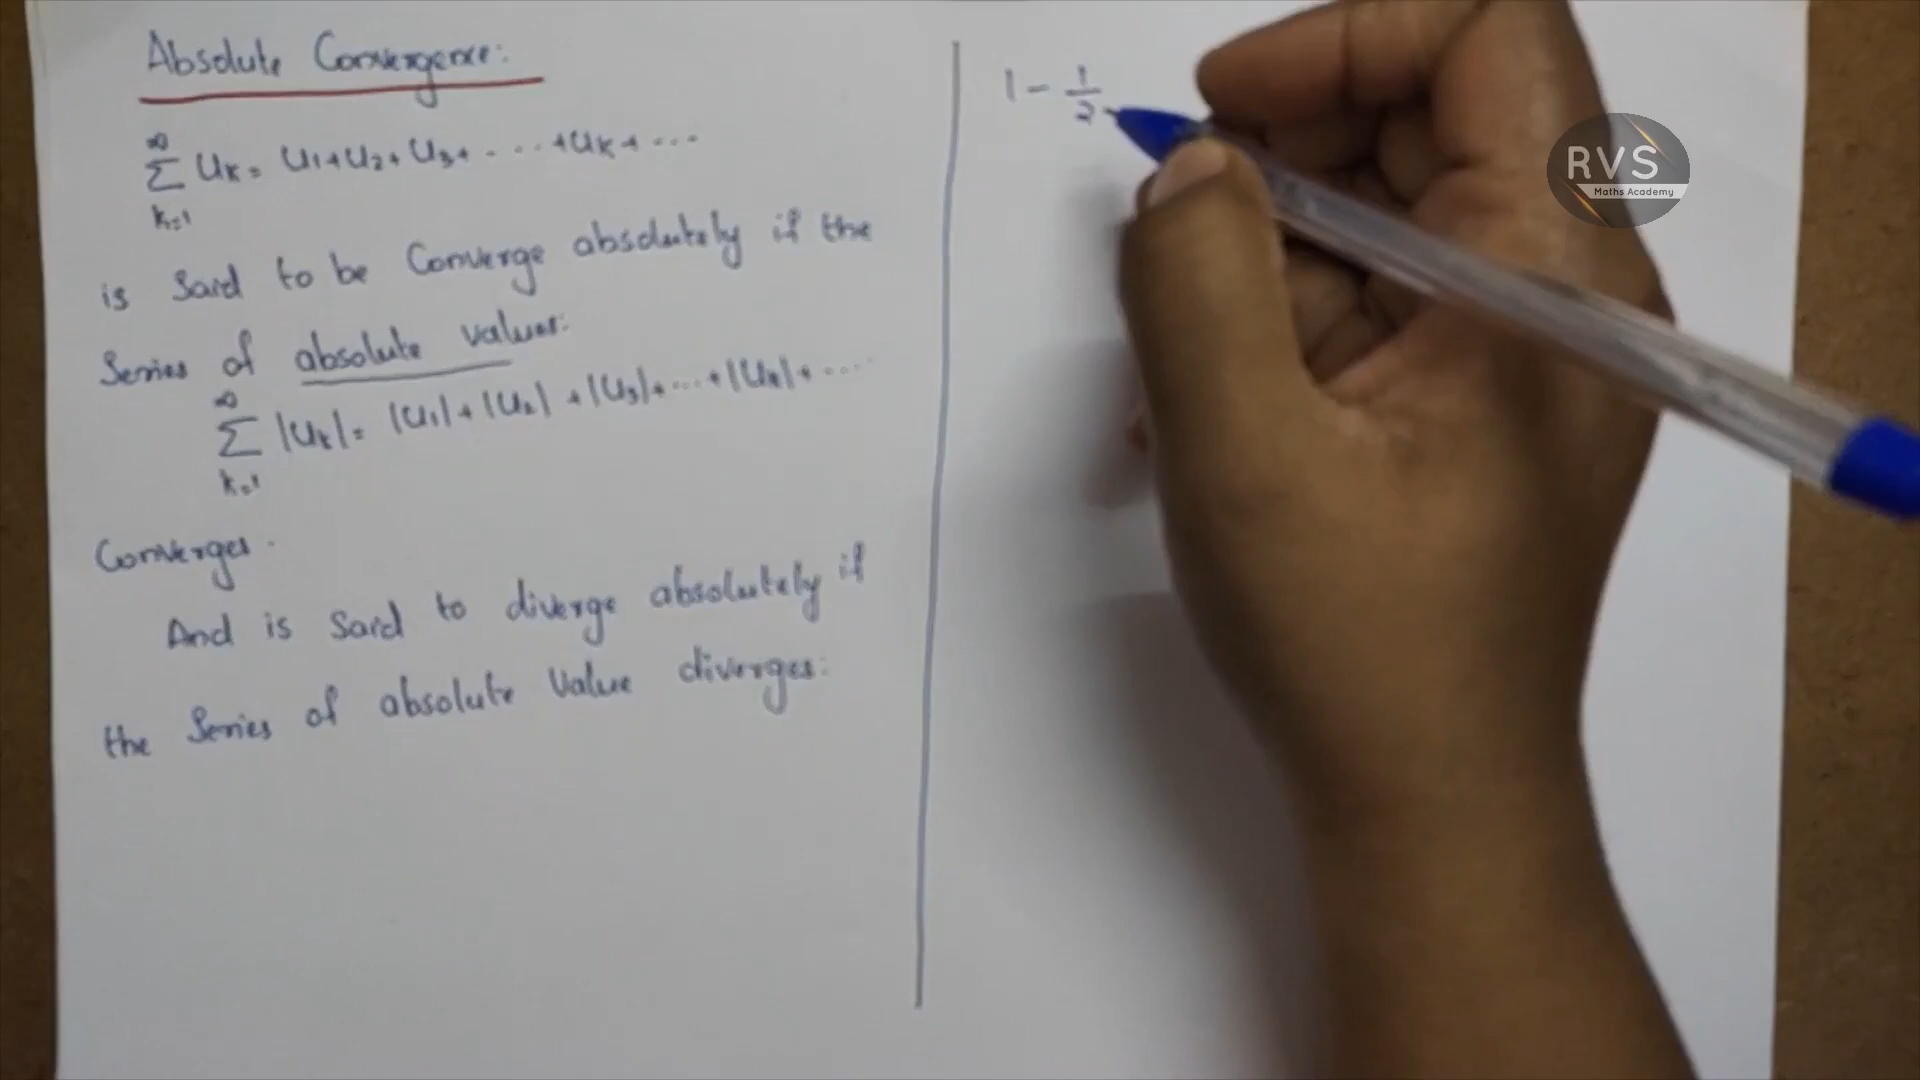 Absolute Convergence:
∞
Σ Uk = U1 + U2 + U3 + ... + Uk + ...
k=1
is said to be Converge absolutely if the
Series of absolute values:
∞
Σ |Uk| = |U1| + |U2| + |U3| + ... + |Uk| + ...
k=1
Converges.
And is said to diverge absolutely if
the Series of absolute Value diverges:
1 - 1/2
RVS
Maths Academy